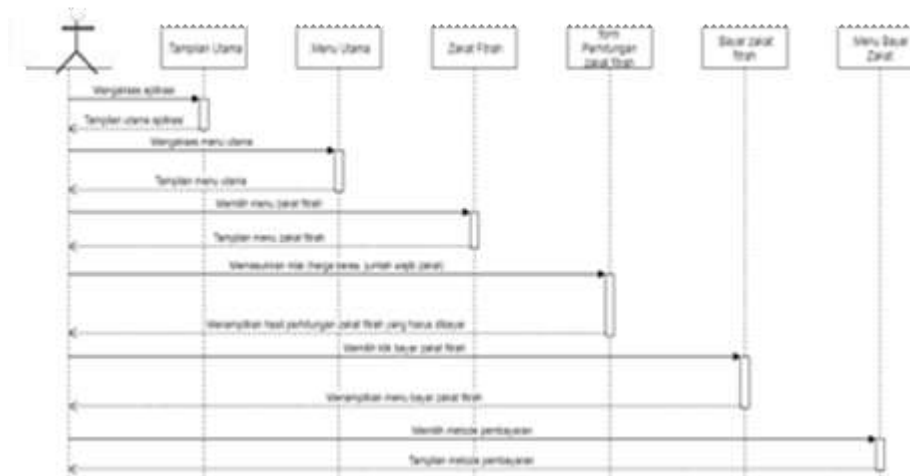 Tampilan Utama
Menu Utama
Zakat Fitrah
form
Perhitungan
zakat fitrah
Bayar zakat
fitrah
Menu Bayar
Zakat
Mengakses aplikasi
Tampilan utama aplikasi
Mengakses menu utama
Tampilan menu utama
Memilih menu zakat fitrah
Tampilan menu zakat fitrah
Memasukkan nilai (harga beras, jumlah wajib zakat)
Menampilkan hasil perhitungan zakat fitrah yang harus dibayar
Memilih klik bayar zakat fitrah
Menampilkan menu bayar zakat fitrah
Memilih metode pembayaran
Tampilan metode pembayaran